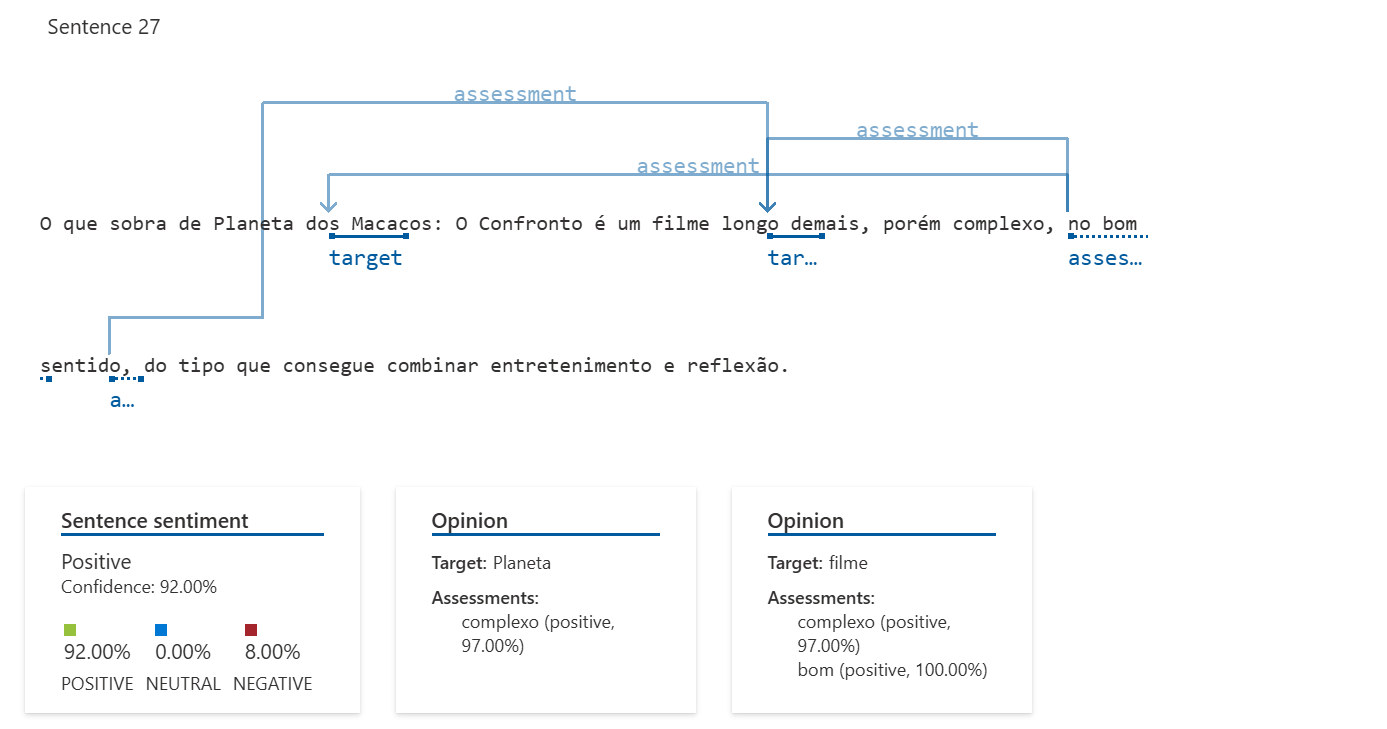 Sentence 27
assessment
assessment
assessment
O que sobra de Planeta dos Macacos: O Confronto é um filme longo demais, porém complexo, no bom
target tar… asses…
sentido, do tipo que consegue combinar entretenimento e reflexão.
a…
Sentence sentiment
Positive
Confidence: 92.00%
92.00% 0.00% 8.00%
POSITIVE NEUTRAL NEGATIVE
Opinion
Target: Planeta
Assessments:
complexo (positive,
97.00%)
Opinion
Target: filme
Assessments:
complexo (positive,
97.00%)
bom (positive, 100.00%)